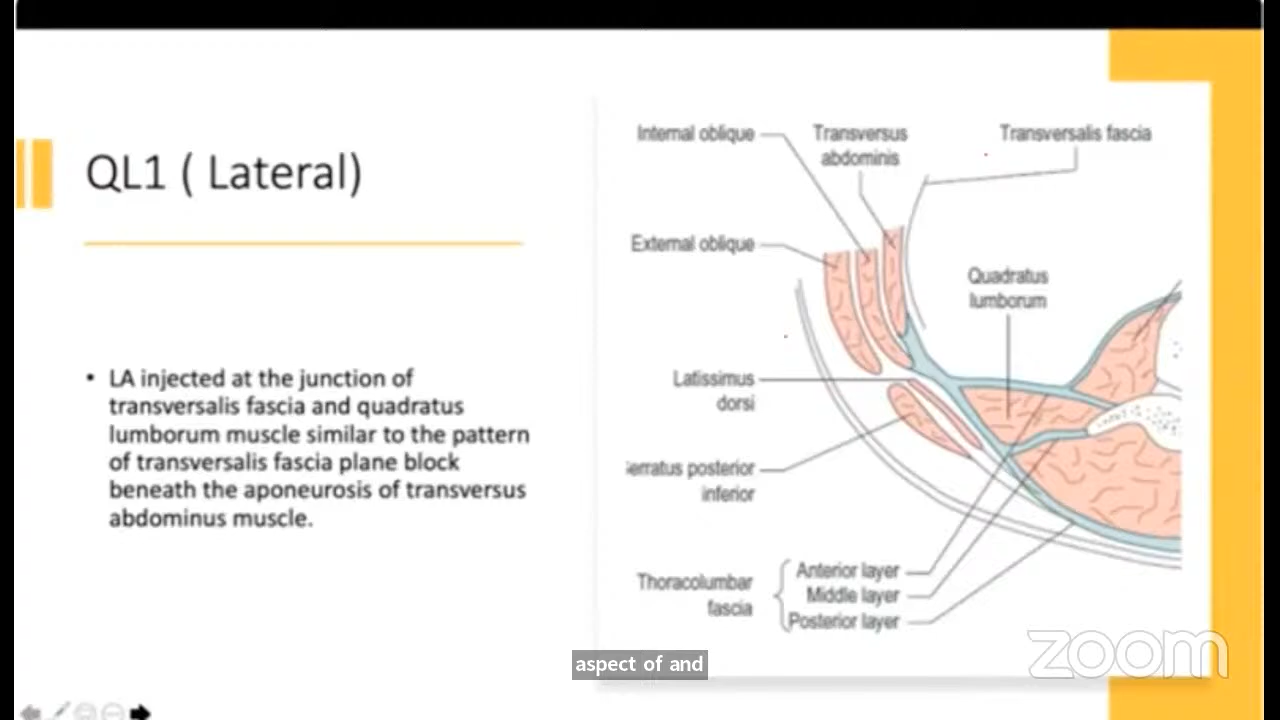 QL1 ( Lateral)
• LA injected at the junction of
transversalis fascia and quadratus
lumborum muscle similar to the pattern
of transversalis fascia plane block
beneath the aponeurosis of transversus
abdominus muscle.
Internal oblique
Transversus
abdominis
Transversalis fascia
External oblique
Quadratus
lumborum
Latissimus
dorsi
erratus posterior
inferior
Thoracolumbar
fascia
Anterior layer
Middle layer
Posterior layer
aspect of and
zoom